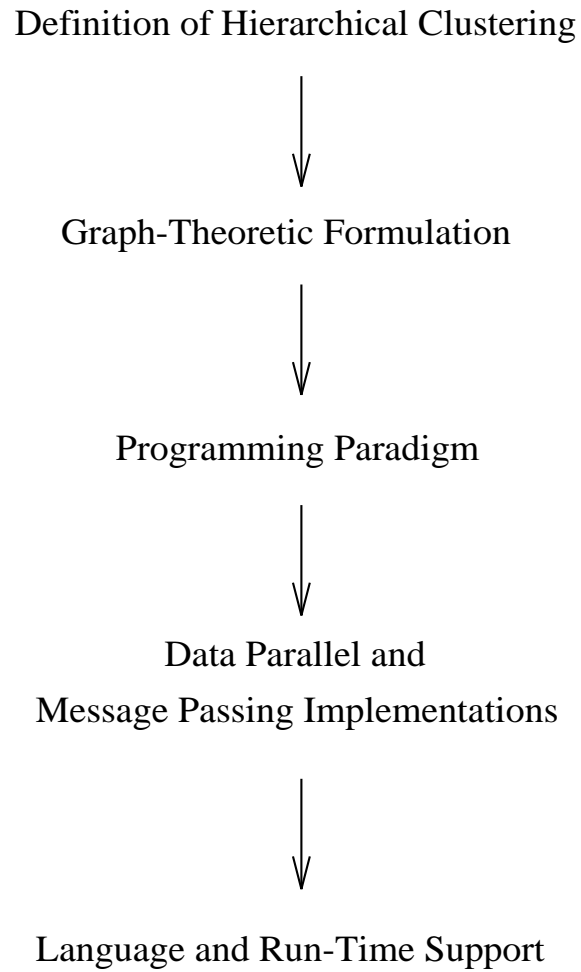 Definition of Hierarchical Clustering
Graph-Theoretic Formulation
Programming Paradigm
Data Parallel and
Message Passing Implementations
Language and Run-Time Support